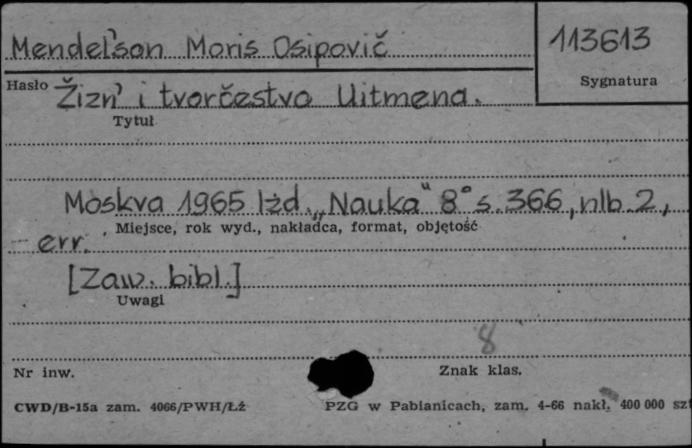 Mendel'son Moris Osipovič
113613
Hasło
Sygnatura
Žizn' i tvorčestvo Uitmena.
Tytuł
Moskva 1965 Izd. „Nauka" 8° s. 366, nlb. 2,
Miejsce, rok wyd., nakładca, format, objętość
err.
[Zaw. bibl.]
Uwagi
8
Nr inw.
Znak klas.
CWD/B-15a zam. 4066/PWH/Łż
PZG w Pabianicach, zam. 4-66 nakł. 400 000 szt